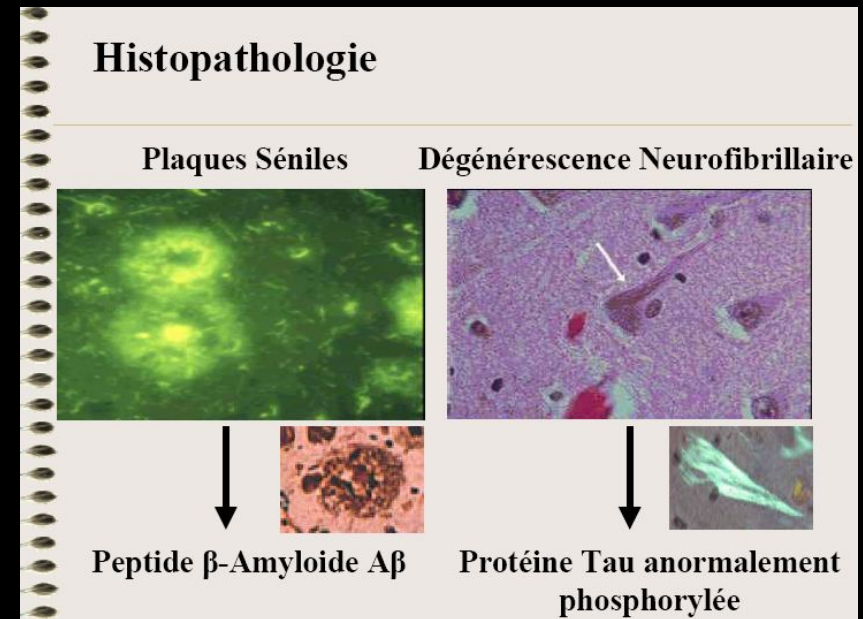 Histopathologie
Plaques Séniles
Dégénérescence Neurofibrillaire
Peptide β-Amyloide Aβ
Protéine Tau anormalement
phosphorylée